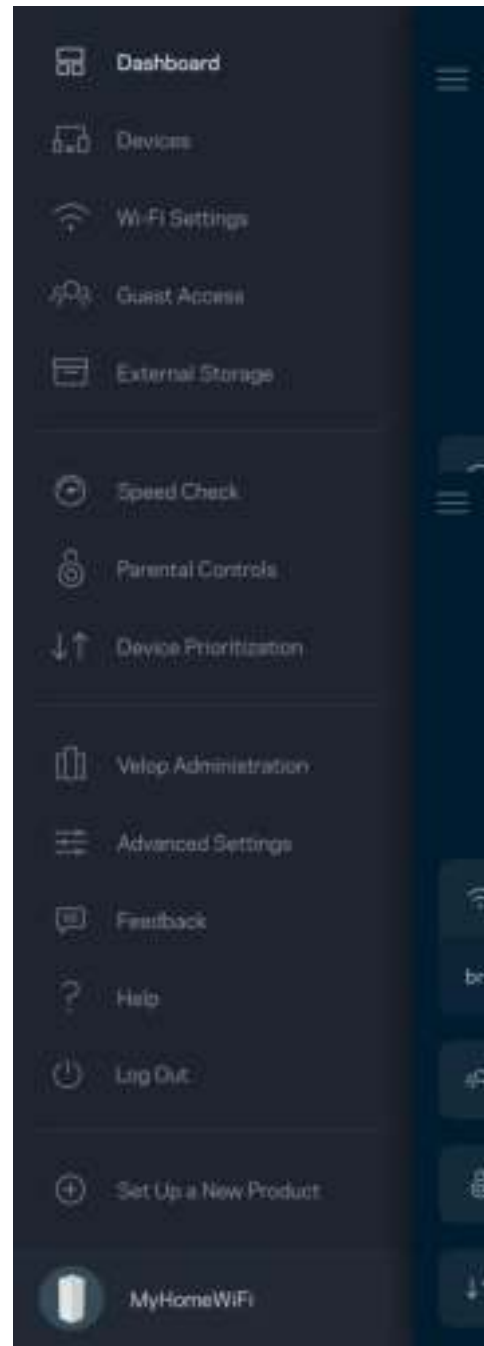 Dashboard
Devices
Wi-Fi Settings
Guest Access
External Storage
Speed Check
Parental Controls
Device Prioritization
Velop Administration
Advanced Settings
Feedback
Help
Log Out
Set Up a New Product
MyHomeWiFi
br